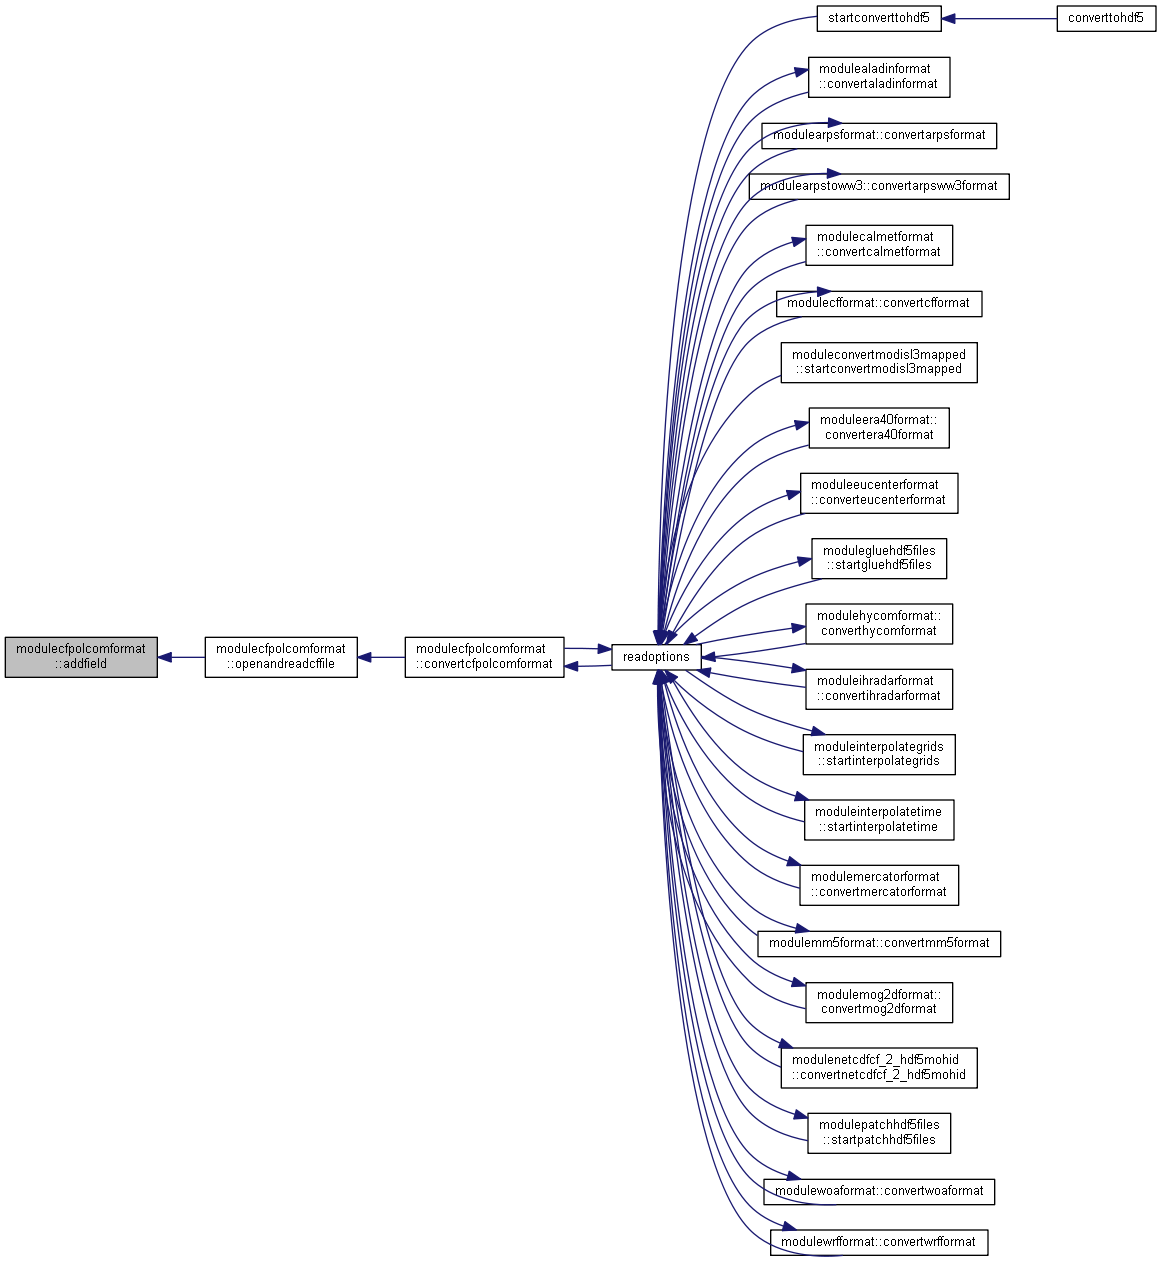 startconverttohdf5
converttohdf5
modulealadinformat
::convertaladinformat
modulearpsformat::convertarpsformat
modulearpstoww3::convertarpsww3format
modulecalmetformat
::convertcalmetformat
modulecfformat::convertcfformat
moduleconvertmodisl3mapped
::startconvertmodisl3mapped
moduleera40format::
convertera40format
moduleeucenterformat
::converteucenterformat
modulegluehdf5files
::startgluehdf5files
modulehycomformat::
converthycomformat
modulecfpolcomformat
::addfield
modulecfpolcomformat
::openandreadcffile
modulecfpolcomformat
::convertcfpolcomformat
readoptions
moduleihradarformat
::convertihradarformat
moduleinterpolategrids
::startinterpolategrids
moduleinterpolatetime
::startinterpolatetime
modulemercatorformat
::convertmercatorformat
modulemm5format::convertmm5format
modulemog2dformat::
convertmog2dformat
modulenetcdfcf_2_hdf5mohid
::convertnetcdfcf_2_hdf5mohid
modulepatchhdf5files
::startpatchhdf5files
modulewoaformat::convertwoaformat
modulewrfformat::convertwrfformat